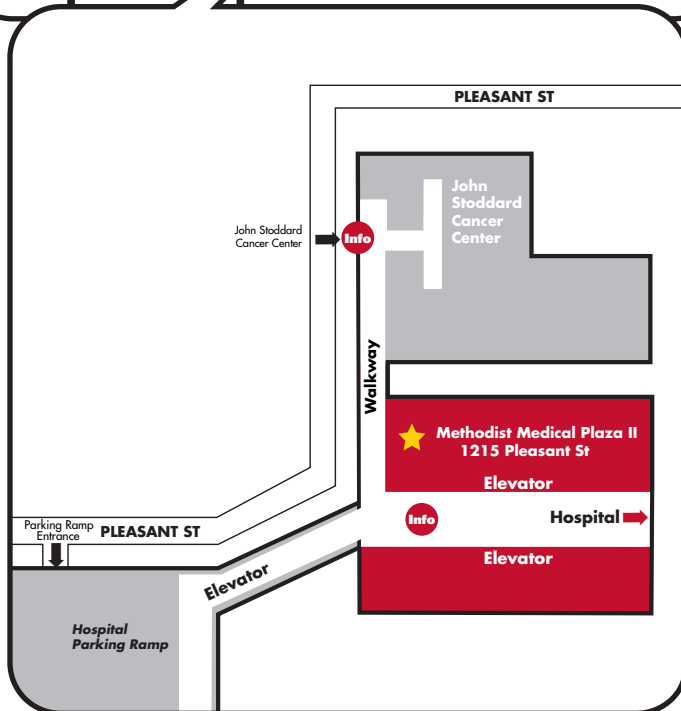 PLEASANT ST
John
Stoddard
Cancer
Center
John Stoddard
Cancer Center
Info
Walkway
Methodist Medical Plaza II
1215 Pleasant St
Elevator
Info
Hospital
Elevator
Parking Ramp
Entrance
PLEASANT ST
Elevator
Hospital
Parking Ramp